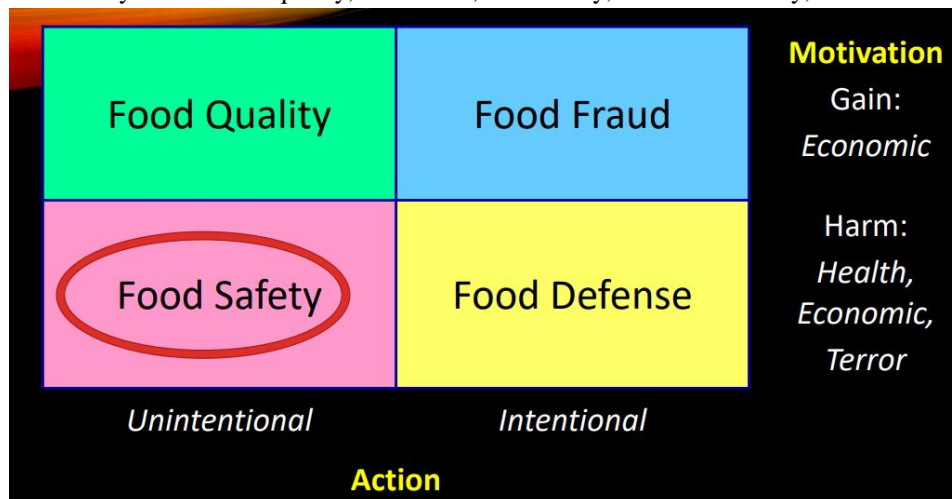 Food Quality
Food Fraud
Motivation
Gain:
Economic
Food Safety
Food Defense
Harm:
Health,
Economic,
Terror
Unintentional
Intentional
Action